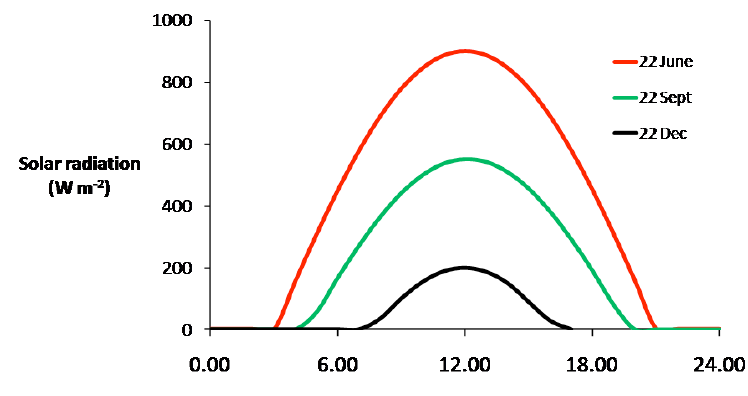 1000
800
600
400
200
0
Solar radiation
(W m⁻²)
0.00 6.00 12.00 18.00 24.00
22 June
22 Sept
22 Dec